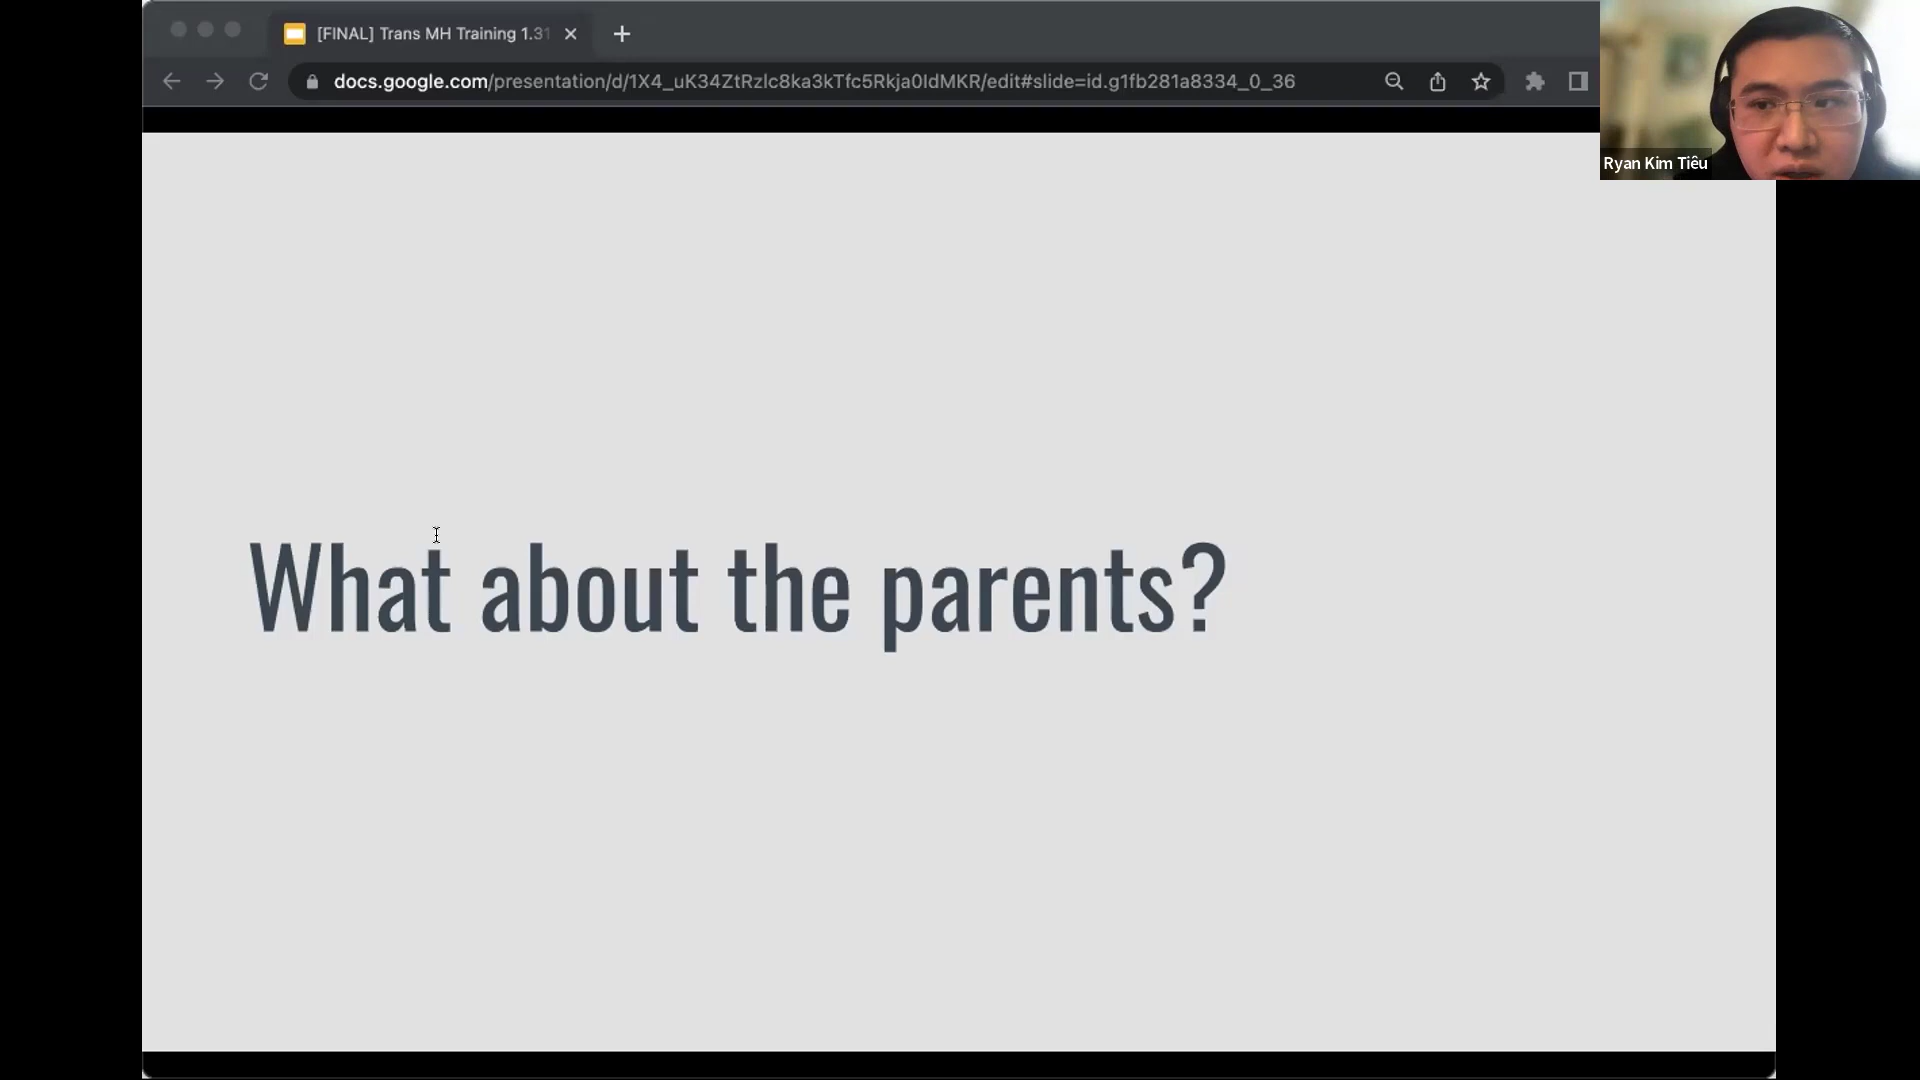 [FINAL] Trans MH Training 1.31
docs.google.com/presentation/d/1X4_uK34ZtRzlc8ka3kTfc5Rkja0IdMKR/edit#slide=id.g1fb281a8334_0_36
Ryan Kim Tiêu
What about the parents?